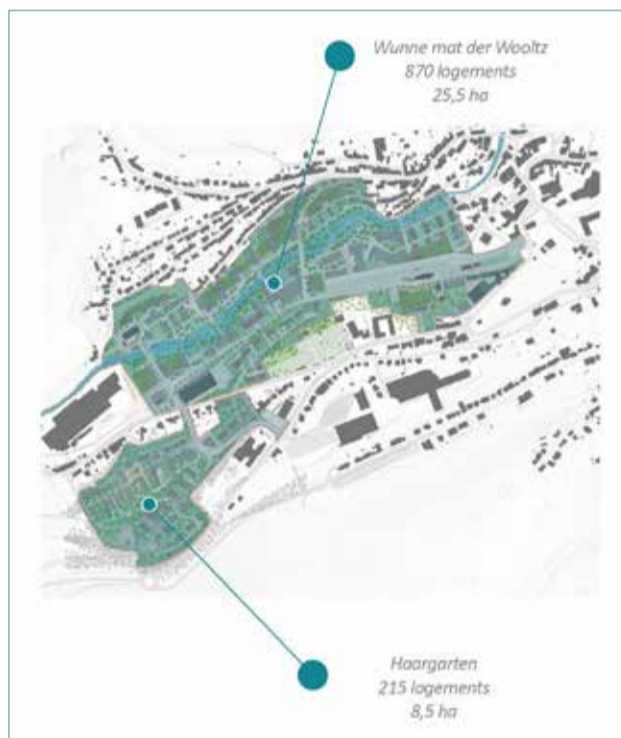 Wunne mat der Wooltz
870 logements
25,5 ha
Haargarten
215 logements
8,5 ha